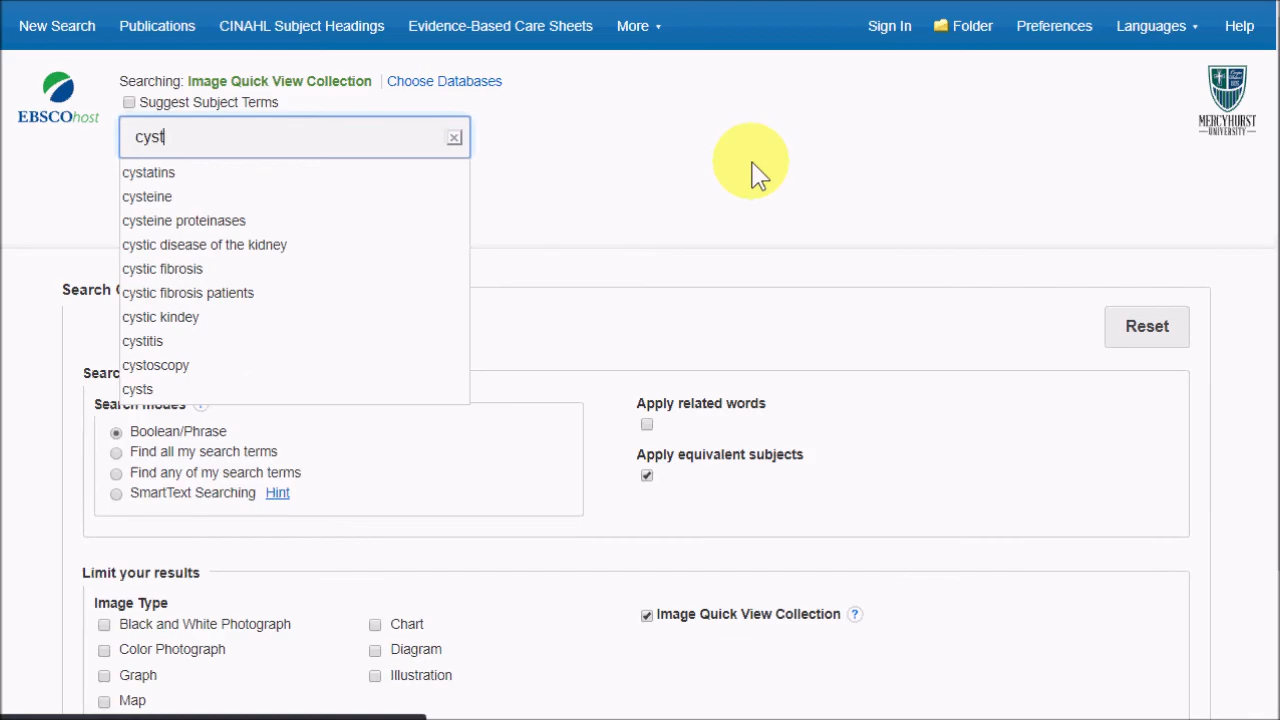 New Search Publications CINAHL Subject Headings Evidence-Based Care Sheets More Sign In Folder Preferences Languages Help
Searching: Image Quick View Collection Choose Databases
Suggest Subject Terms
EBSCOhost
MERCYHURST
UNIVERSITY
cyst
cystatins
cysteine
cysteine proteinases
cystic disease of the kidney
cystic fibrosis
cystic fibrosis patients
cystic kindey
cystitis
cystoscopy
cysts
Search
Reset
Searc
Search modes ?
Boolean/Phrase
Find all my search terms
Find any of my search terms
SmartText Searching Hint
Apply related words
Apply equivalent subjects
Limit your results
Image Type
Black and White Photograph
Color Photograph
Graph
Map
Chart
Diagram
Illustration
Image Quick View Collection ?